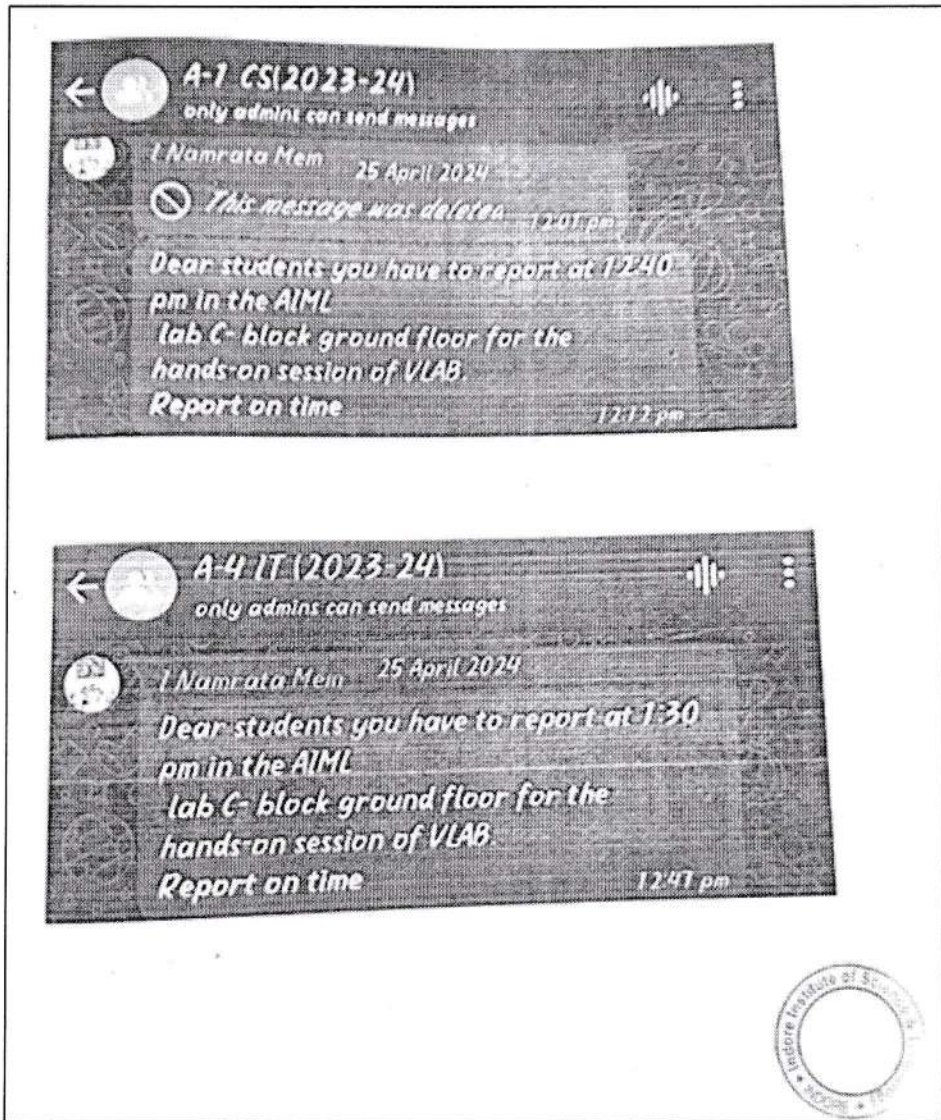 A-1 CS(2023-24)
only admins can send messages
Namrata Mem
25 April 2024
This message was deleted
12:01 pm
Dear students you have to report at 12:40
pm in the AIML
lab C- block ground floor for the
hands-on session of VLAB.
Report on time
12:12 pm
A-4 IT (2023-24)
only admins can send messages
Namrata Mem
25 April 2024
Dear students you have to report at 1:30
pm in the AIML
lab C- block ground floor for the
hands-on session of VLAB.
Report on time
12:47 pm
Indore Institute of Science &